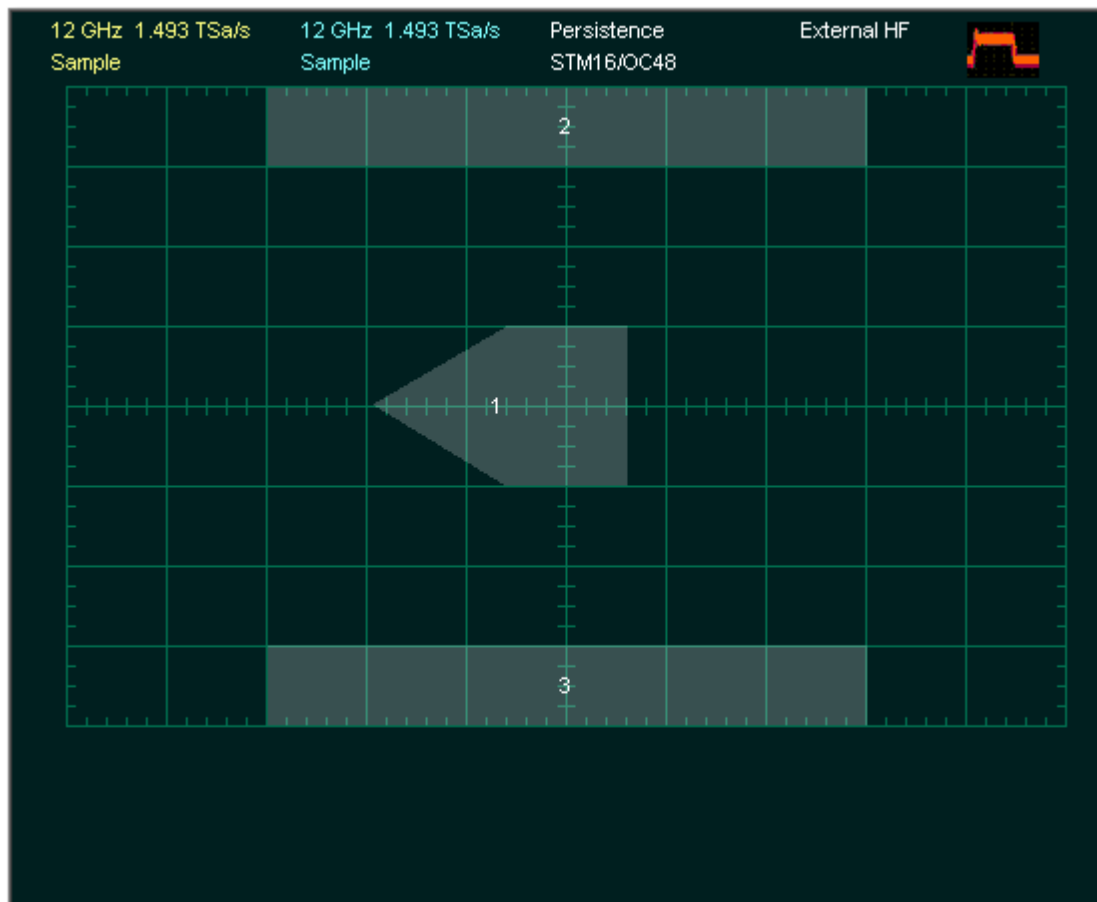 12 GHz 1.493 TSa/s 12 GHz 1.493 TSa/s Persistence External HF
Sample Sample STM16/OC48
2
1
3